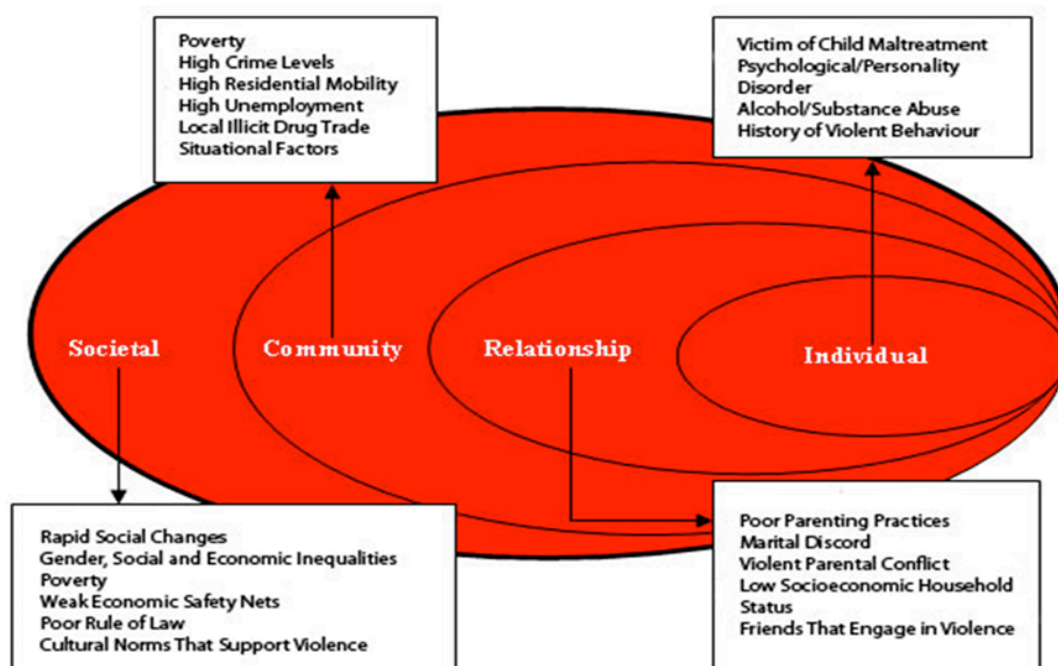 Poverty
High Crime Levels
High Residential Mobility
High Unemployment
Local Illicit Drug Trade
Situational Factors
Victim of Child Maltreatment
Psychological/Personality
Disorder
Alcohol/Substance Abuse
History of Violent Behaviour
Societal
Community
Relationship
Individual
Rapid Social Changes
Gender, Social and Economic Inequalities
Poverty
Weak Economic Safety Nets
Poor Rule of Law
Cultural Norms That Support Violence
Poor Parenting Practices
Marital Discord
Violent Parental Conflict
Low Socioeconomic Household
Status
Friends That Engage in Violence